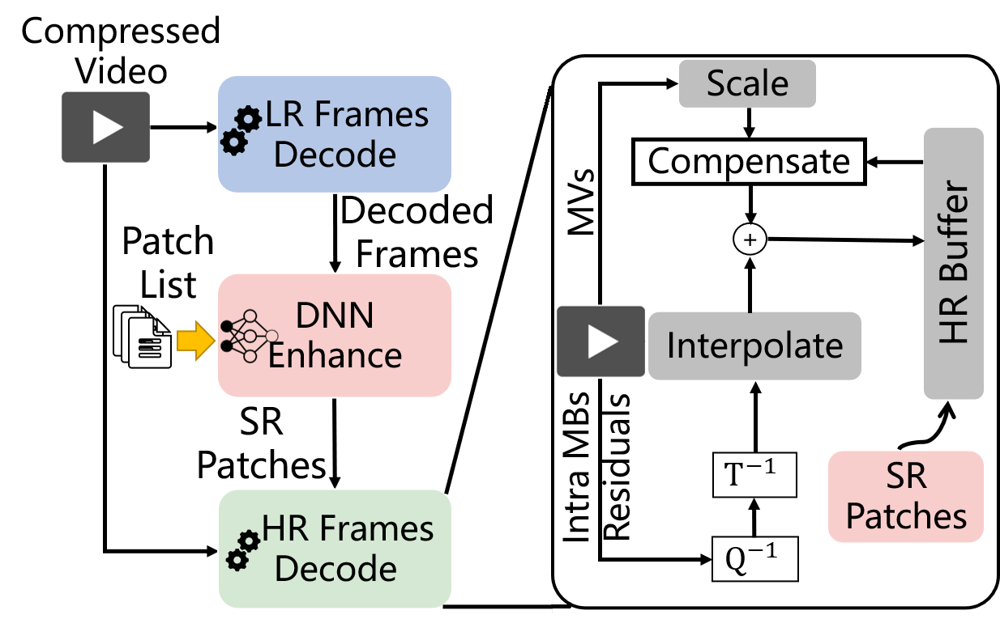 Compressed
Video
LR Frames
Decode
Decoded
Frames
Patch
List
DNN
Enhance
SR
Patches
HR Frames
Decode
Scale
Compensate
MVs
+
HR Buffer
Interpolate
Intra MBs
Residuals
T⁻¹
Q⁻¹
SR
Patches